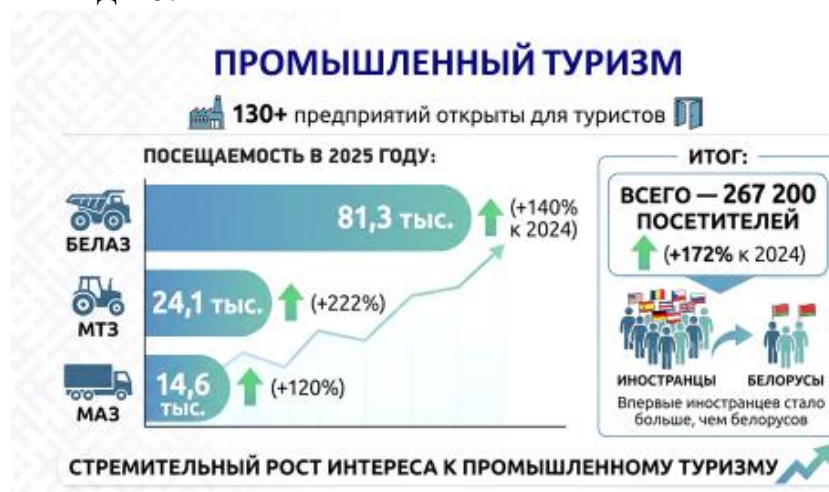 ПРОМЫШЛЕННЫЙ ТУРИЗМ
130+ предприятий открыты для туристов
ПОСЕЩАЕМОСТЬ В 2025 ГОДУ:
БЕЛАЗ
81,3 тыс.
(+140%
к 2024)
МТЗ
24,1 тыс.
(+222%)
МАЗ
14,6
тыс.
(+120%)
ИТОГ:
ВСЕГО — 267 200
ПОСЕТИТЕЛЕЙ
(+172% к 2024)
ИНОСТРАНЦЫ
БЕЛОРУСЫ
Впервые иностранцев стало
больше, чем белорусов
СТРЕМИТЕЛЬНЫЙ РОСТ ИНТЕРЕСА К ПРОМЫШЛЕННОМУ ТУРИЗМУ